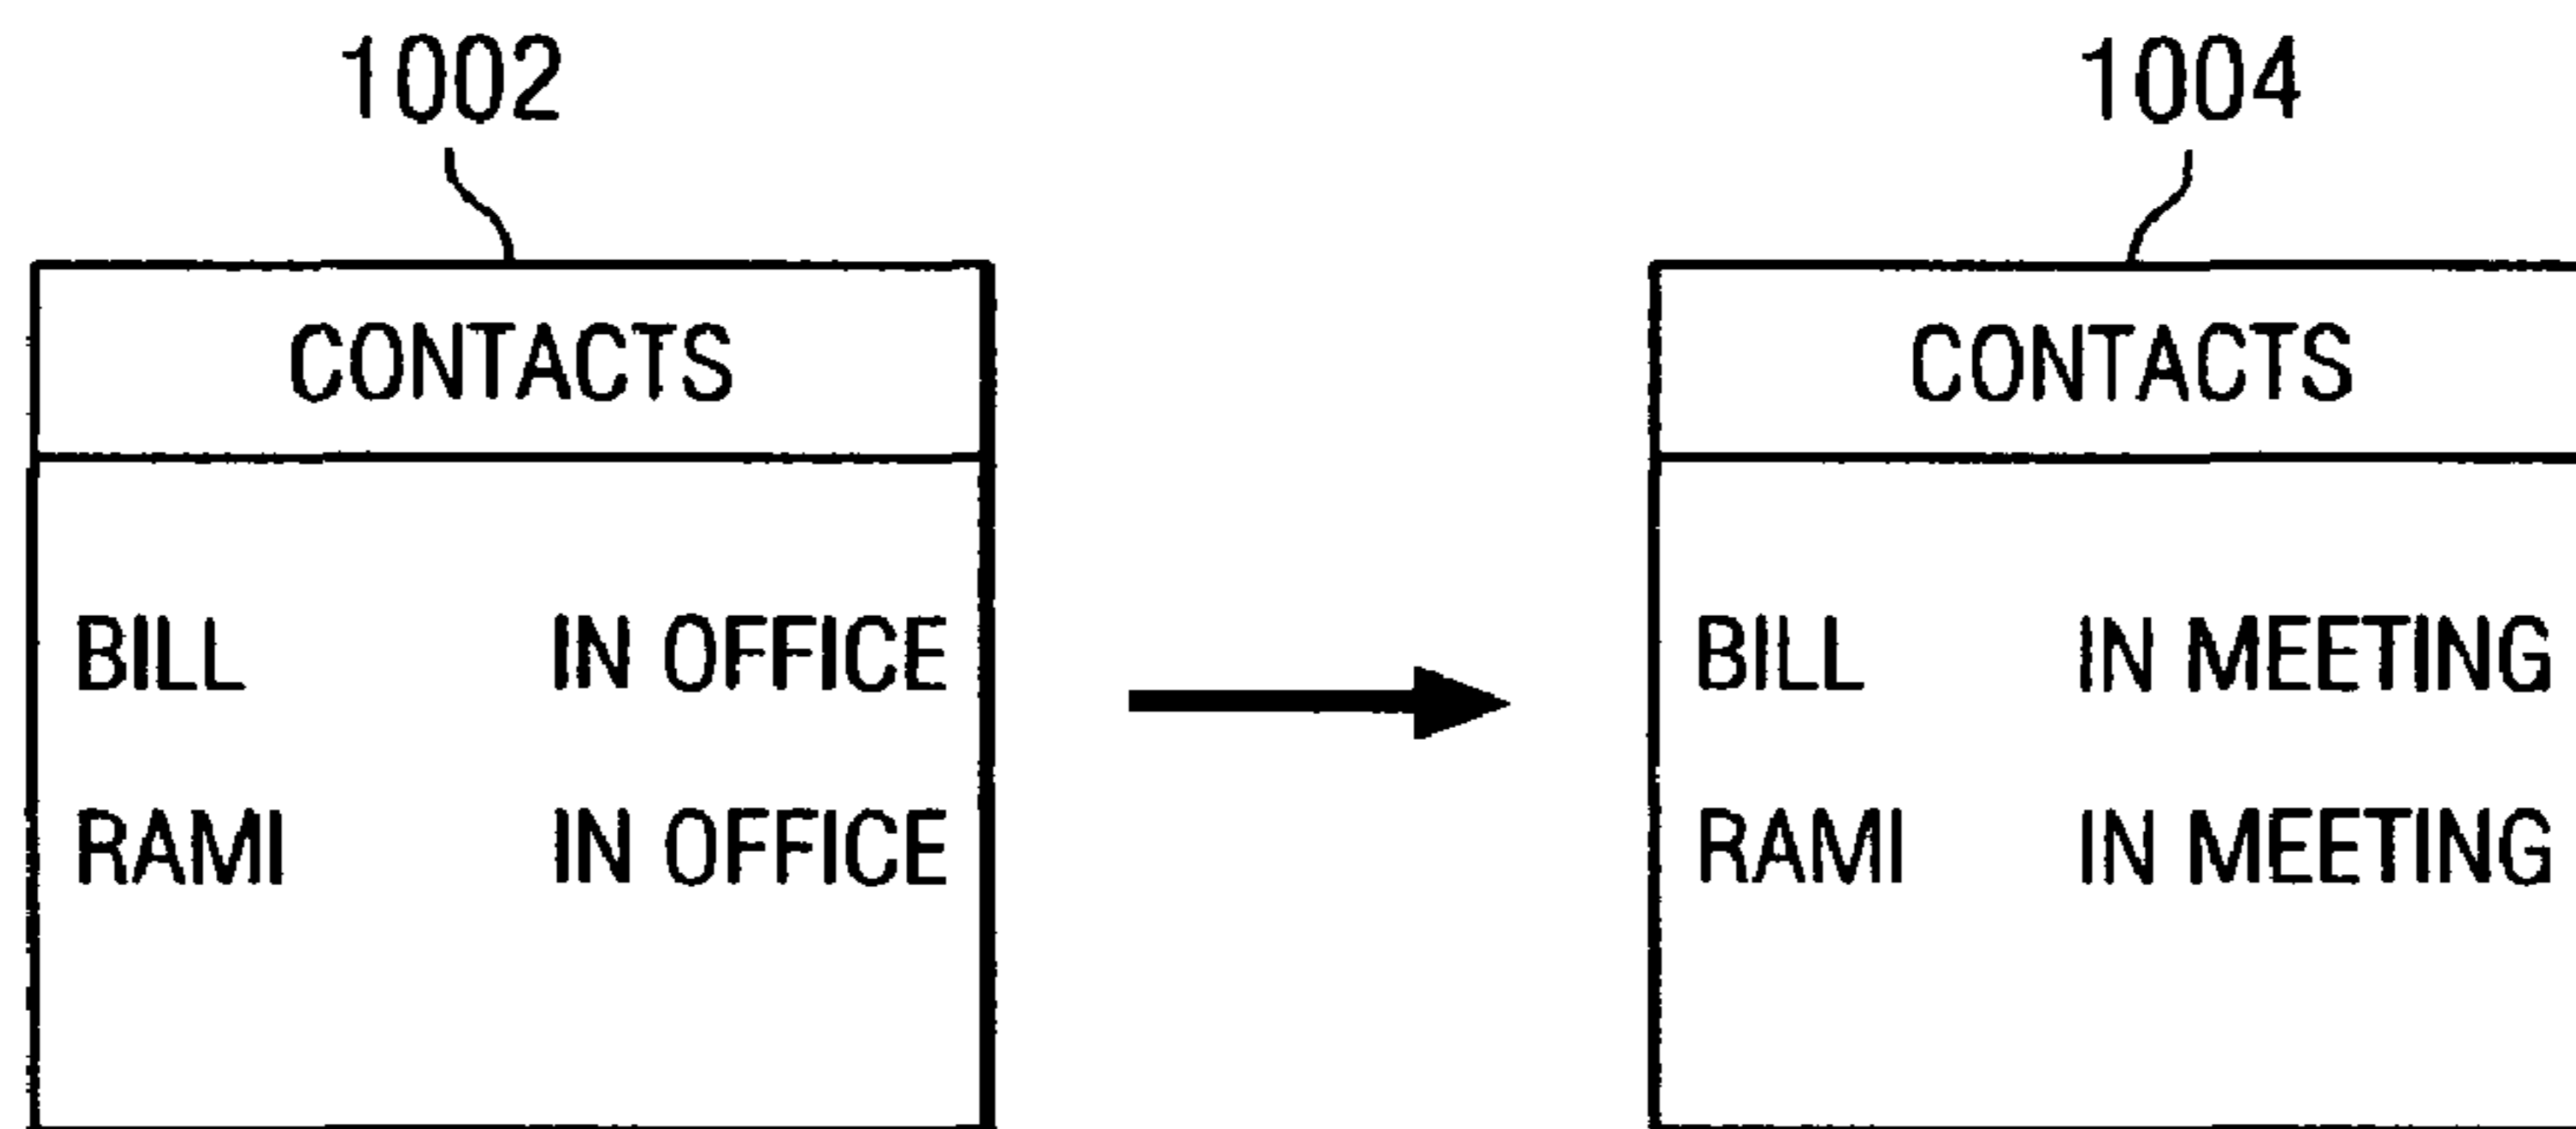 1002
CONTACTS
BILL IN OFFICE
RAMI IN OFFICE
1004
CONTACTS
BILL IN MEETING
RAMI IN MEETING